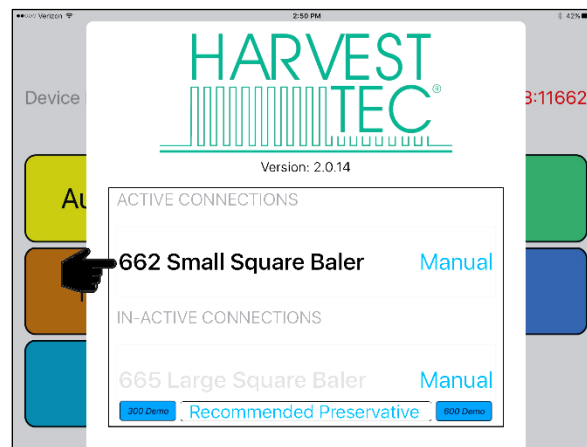 Verizon 2:50 PM 42%
HARVEST
TEC®
Device 3:11662
Version: 2.0.14
Au
ACTIVE CONNECTIONS
662 Small Square Baler Manual
IN-ACTIVE CONNECTIONS
665 Large Square Baler Manual
300 Demo Recommended Preservative 600 Demo